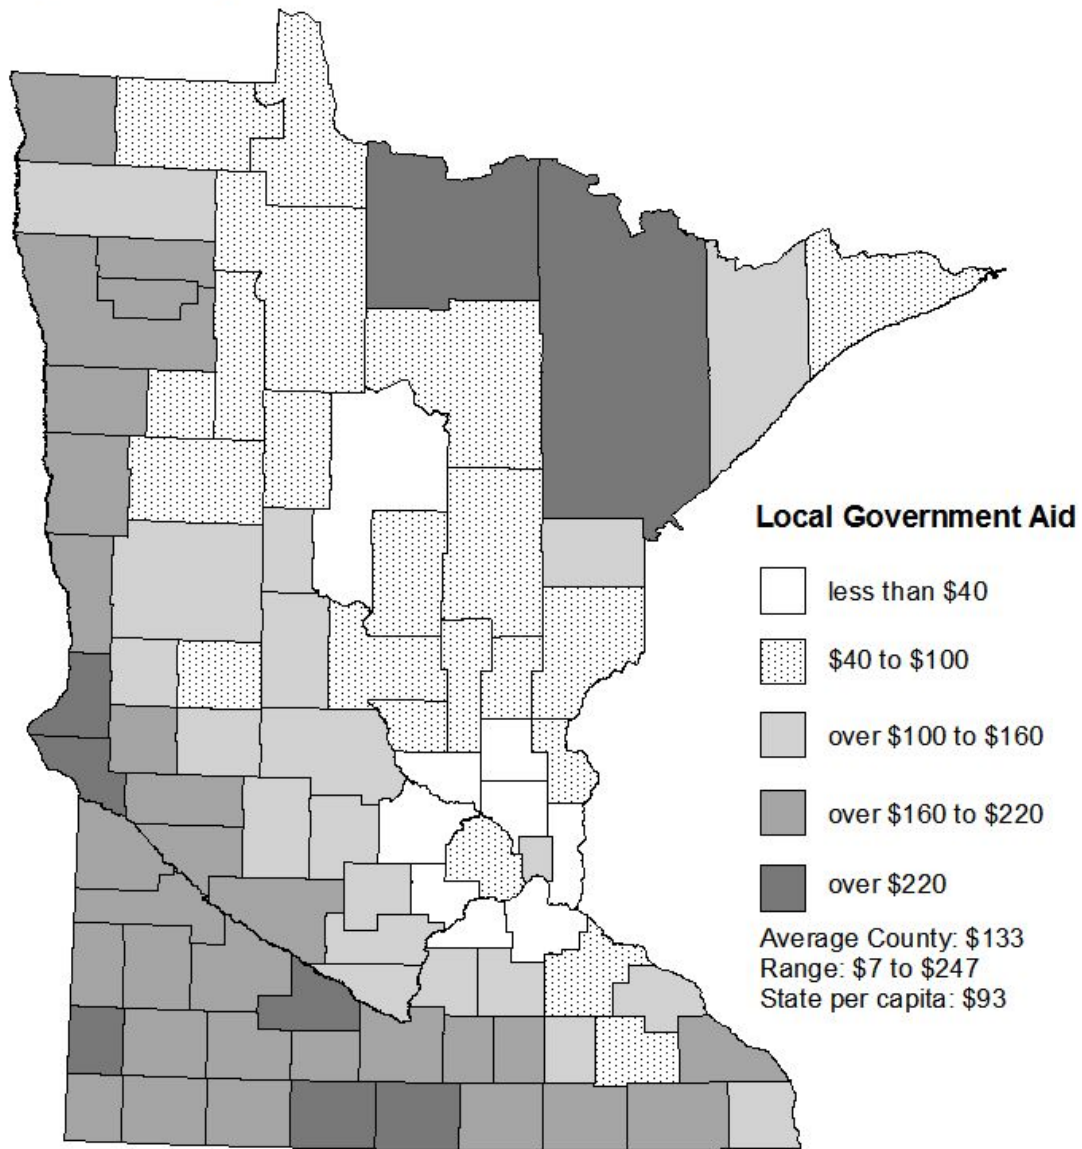 Local Government Aid
less than $40
$40 to $100
over $100 to $160
over $160 to $220
over $220
Average County: $133
Range: $7 to $247
State per capita: $93